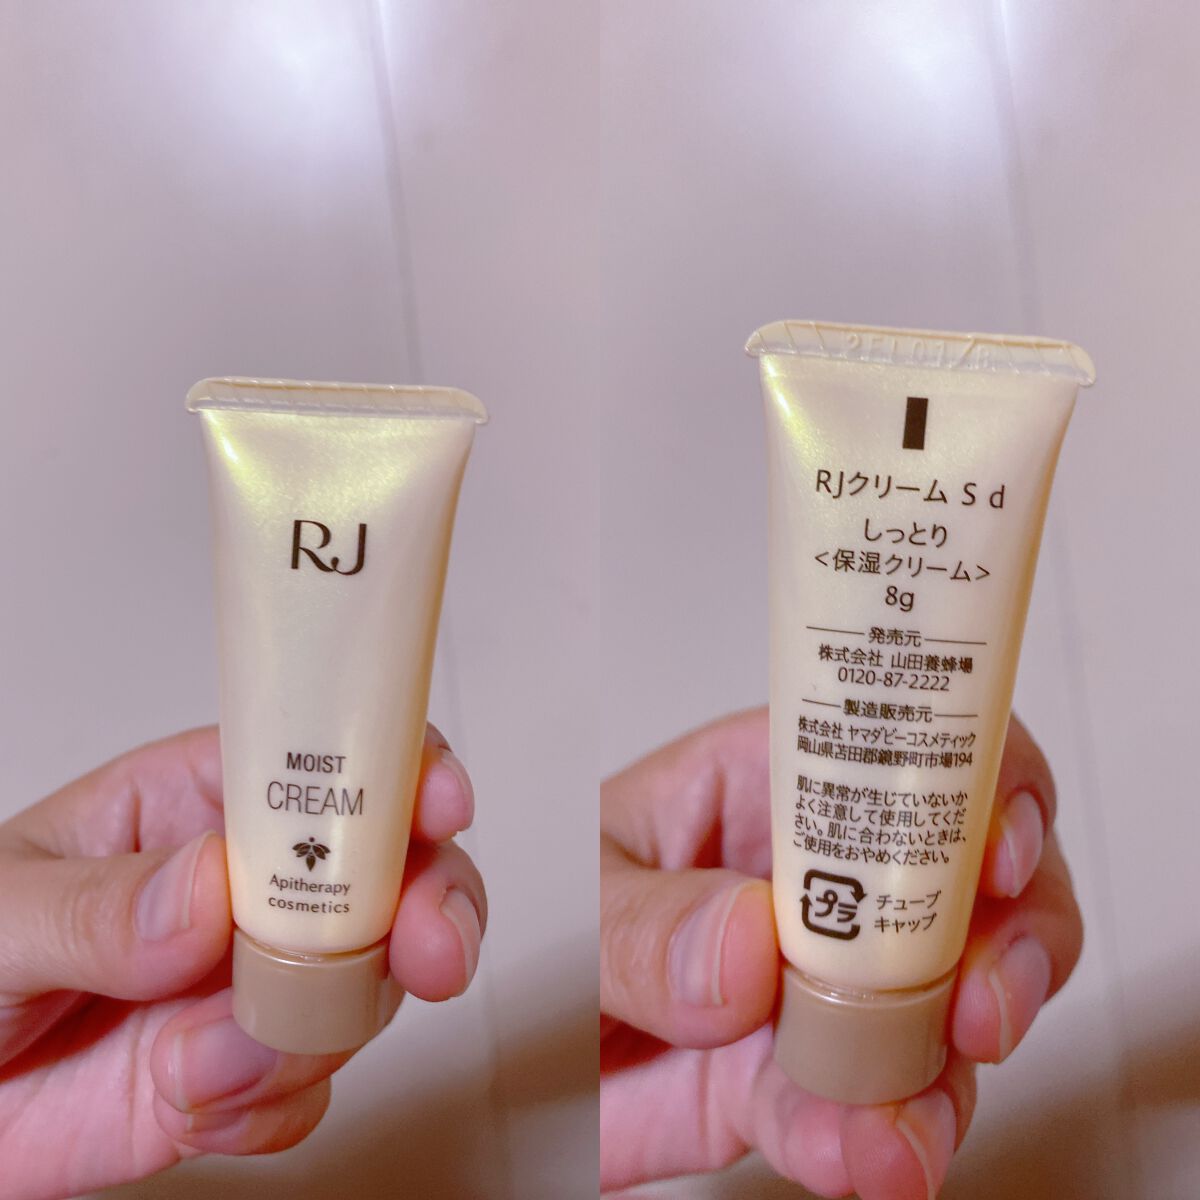 RJ
MOIST
CREAM
Apitherapy
cosmetics
RJクリーム S d
しっとり
<保湿クリーム>
8g
発売元
株式会社 山田養蜂場
0120-87-2222
製造販売元
株式会社 ヤマダビーコスメティック
岡山県苫田郡鏡野町市場194
肌に異常が生じていないか
よく注意して使用してくだ
さい。肌に合わないときは、
ご使用をおやめください。
プラ
チューブ
キャップ